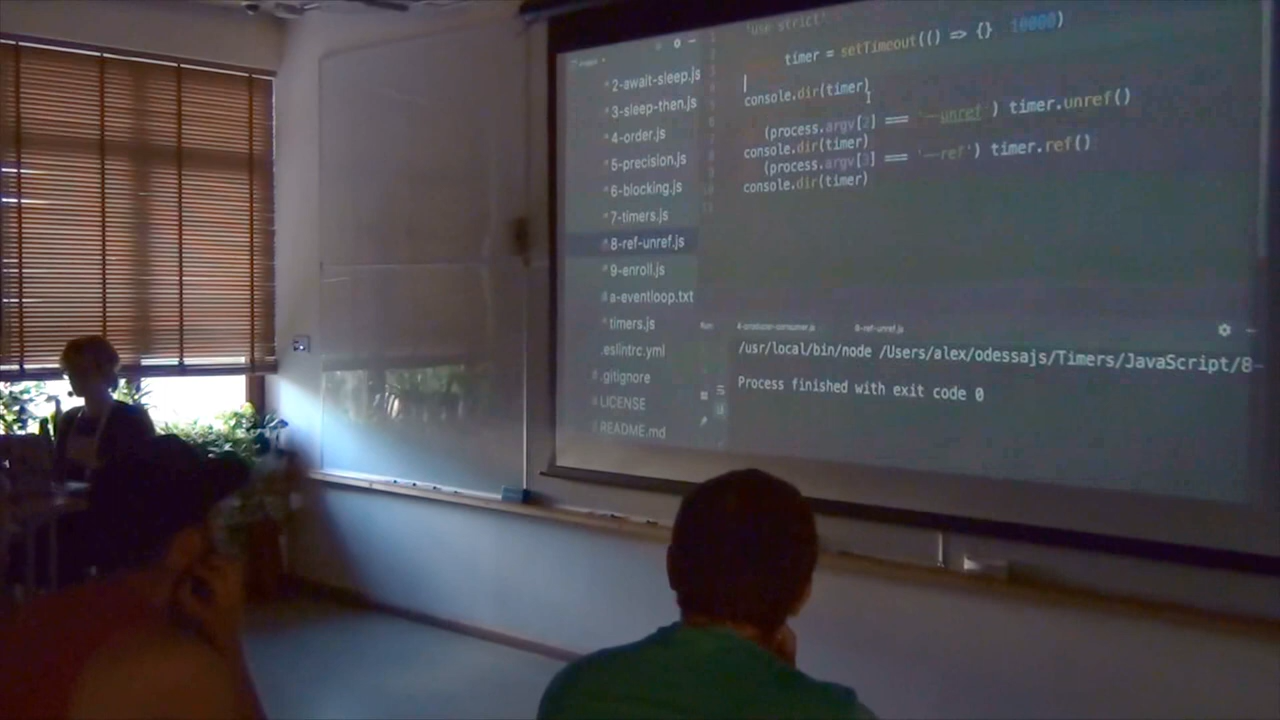 2-await-sleep.js
3-sleep-then.js
4-order.js
5-precision.js
6-blocking.js
7-timers.js
8-ref-unref.js
9-enroll.js
a-eventloop.txt
timers.js
.eslintrc.yml
.gitignore
LICENSE
README.md
'use strict'
timer = setTimeout(() => {} 10000)
console.dir(timer)
(process.argv[2] === '--unref') timer.unref()
console.dir(timer)
(process.argv[3] === '--ref') timer.ref()
console.dir(timer)
Run 4-producer-consumer.js 8-ref-unref.js
/usr/local/bin/node /Users/alex/odessajs/Timers/JavaScript/8-
Process finished with exit code 0